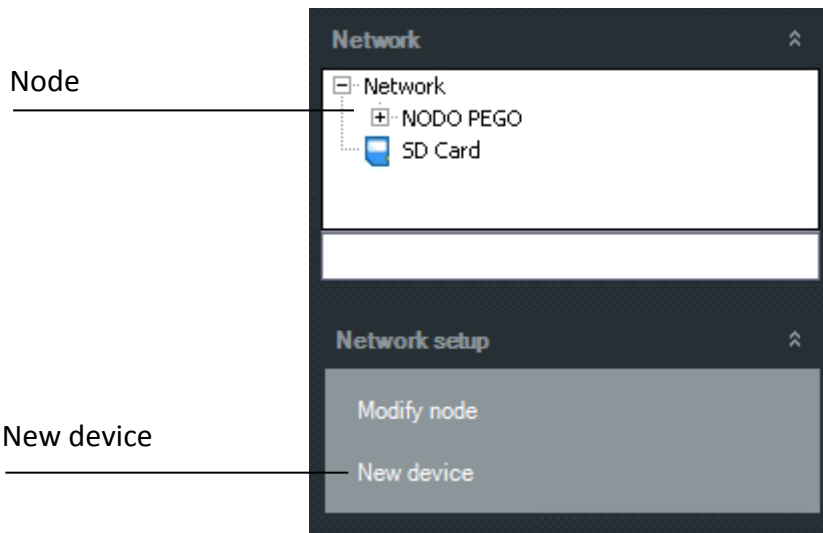 Network
Node
Network
NODO PEGO
SD Card
Network setup
Modify node
New device
New device